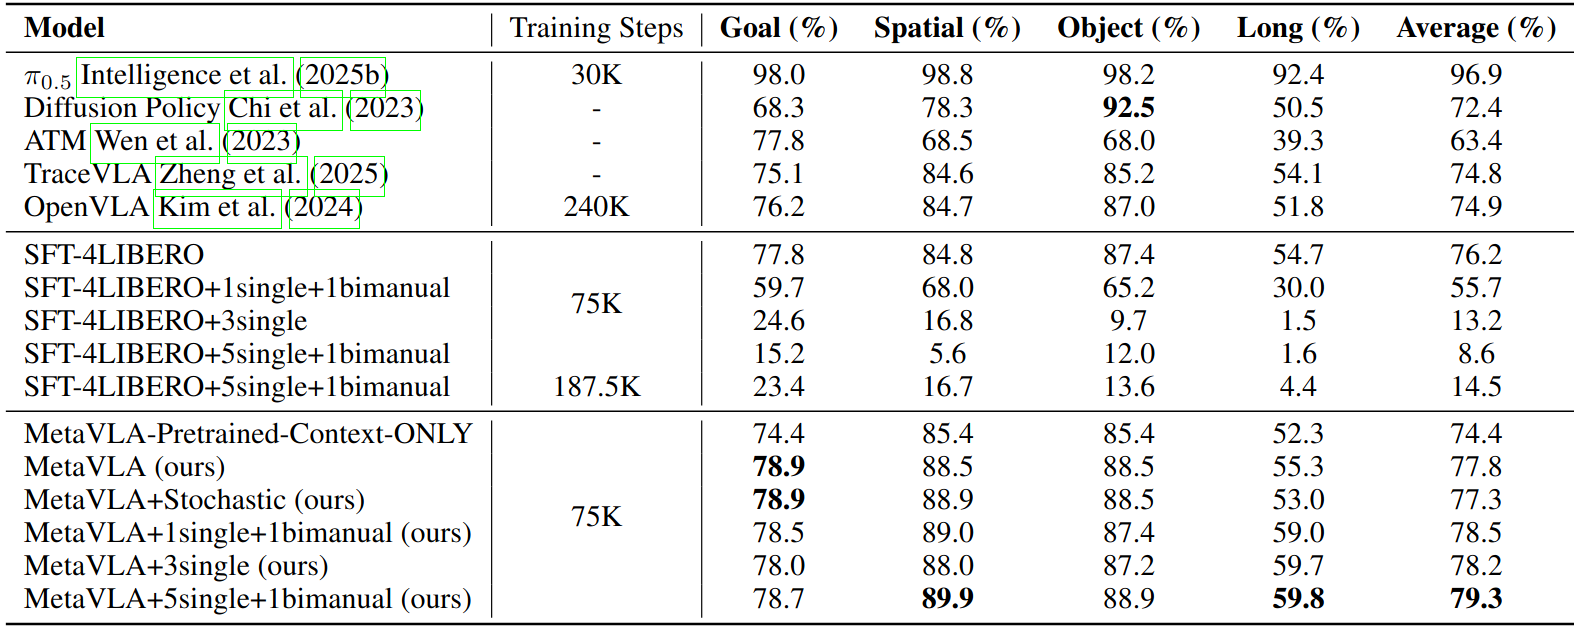 Model Training Steps Goal (%) Spatial (%) Object (%) Long (%) Average (%)
π0.5 Intelligence et al. (2025b) 30K 98.0 98.8 98.2 92.4 96.9
Diffusion Policy Chi et al. (2023) - 68.3 78.3 92.5 50.5 72.4
ATM Wen et al. (2023) - 77.8 68.5 68.0 39.3 63.4
TraceVLA Zheng et al. (2025) - 75.1 84.6 85.2 54.1 74.8
OpenVLA Kim et al. (2024) 240K 76.2 84.7 87.0 51.8 74.9
SFT-4LIBERO 77.8 84.8 87.4 54.7 76.2
SFT-4LIBERO+1single+1bimanual 59.7 68.0 65.2 30.0 55.7
75K
SFT-4LIBERO+3single 24.6 16.8 9.7 1.5 13.2
SFT-4LIBERO+5single+1bimanual 15.2 5.6 12.0 1.6 8.6
SFT-4LIBERO+5single+1bimanual 187.5K 23.4 16.7 13.6 4.4 14.5
MetaVLA-Pretrained-Context-ONLY 74.4 85.4 85.4 52.3 74.4
MetaVLA (ours) 78.9 88.5 88.5 55.3 77.8
MetaVLA+Stochastic (ours) 78.9 88.9 88.5 53.0 77.3
75K
MetaVLA+1single+1bimanual (ours) 78.5 89.0 87.4 59.0 78.5
MetaVLA+3single (ours) 78.0 88.0 87.2 59.7 78.2
MetaVLA+5single+1bimanual (ours) 78.7 89.9 88.9 59.8 79.3